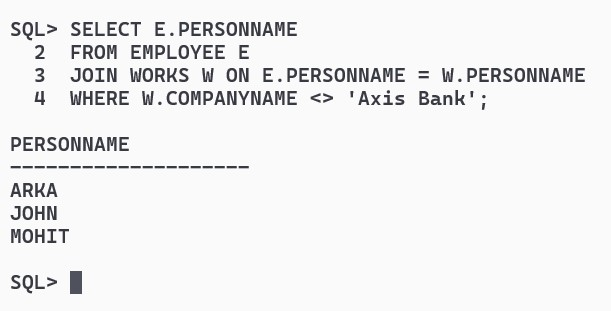 SQL> SELECT E.PERSONNAME
2 FROM EMPLOYEE E
3 JOIN WORKS W ON E.PERSONNAME = W.PERSONNAME
4 WHERE W.COMPANYNAME <> 'Axis Bank';
PERSONNAME
--------------------
ARKA
JOHN
MOHIT
SQL>